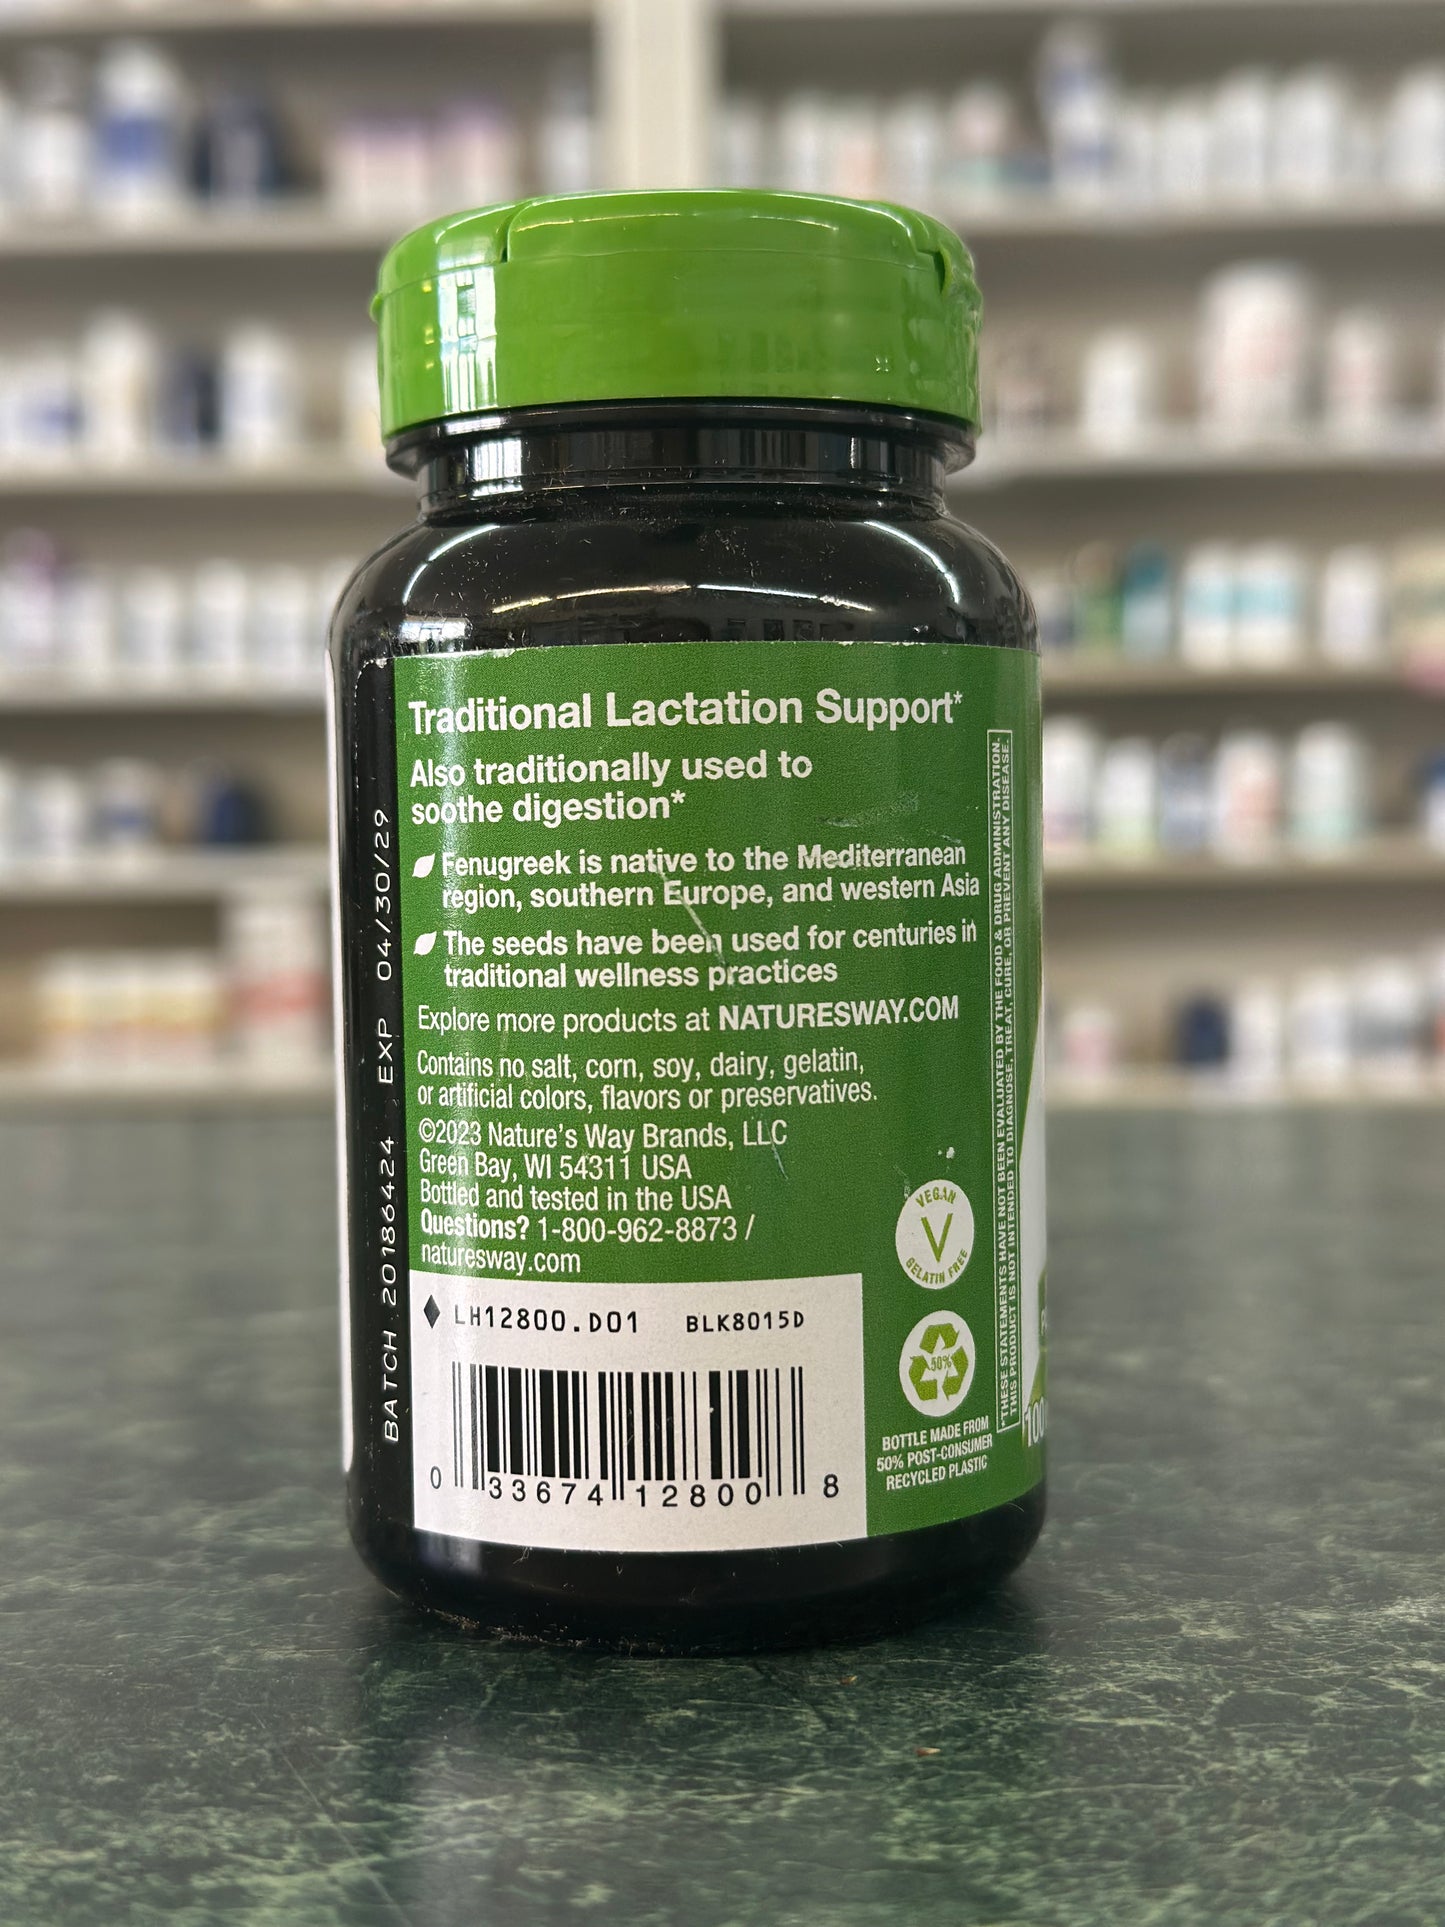 Traditional Lactation Support*
Also traditionally used to
soothe digestion*
Fenugreek is native to the Mediterranean
region, southern Europe, and western Asia
The seeds have been used for centuries in
traditional wellness practices
Explore more products at NATURESWAY.COM
Contains no salt, corn, soy, dairy, gelatin,
or artificial colors, flavors or preservatives.
©2023 Nature's Way Brands, LLC
Green Bay, WI 54311 USA
Bottled and tested in the USA
Questions? 1-800-962-8873 /
naturesway.com
LH12800.D01 BLK8015D
0 33674 12800 8
VEGAN
V
GELATIN FREE
50%
BOTTLE MADE FROM
50% POST-CONSUMER
RECYCLED PLASTIC
*THESE STATEMENTS HAVE NOT BEEN EVALUATED BY THE FOOD & DRUG ADMINISTRATION.
THIS PRODUCT IS NOT INTENDED TO DIAGNOSE, TREAT, CURE, OR PREVENT ANY DISEASE.
BATCH 20186424 EXP 04/30/29
100